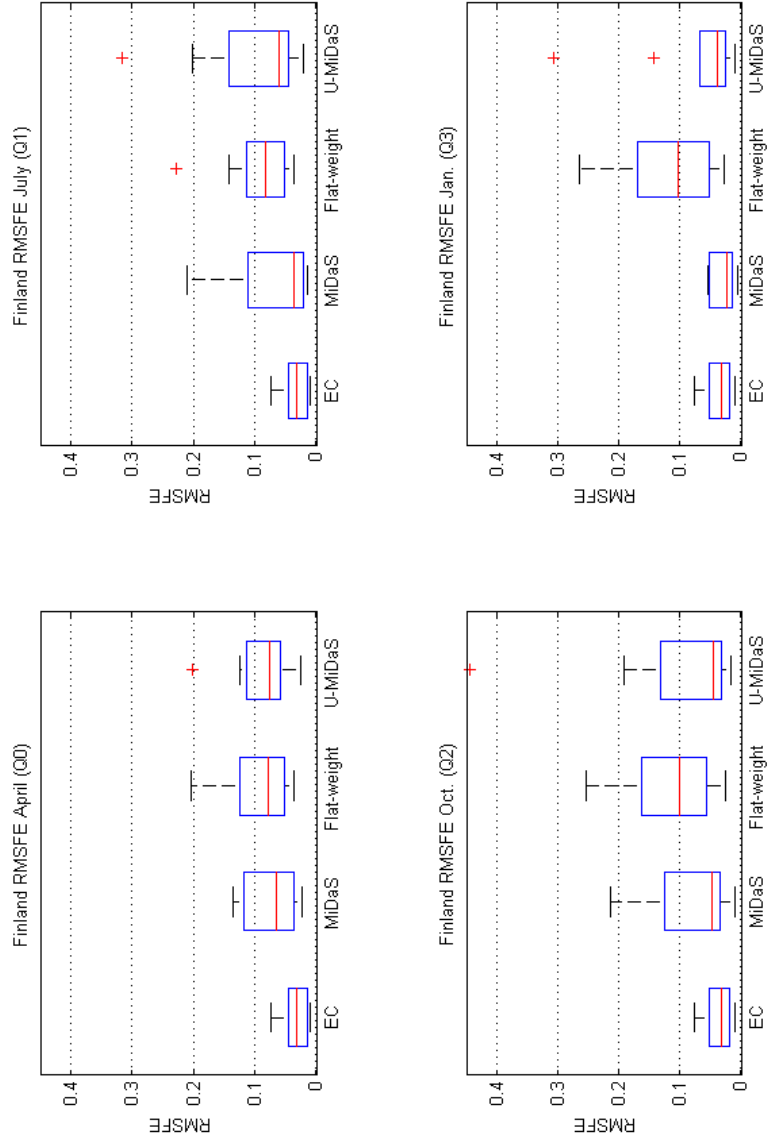 Finland RMSFE April (Q0)
RMSFE
0.4
0.3
0.2
0.1
0
EC
MiDaS
Flat-weight
U-MiDaS
Finland RMSFE July (Q1)
RMSFE
0.4
0.3
0.2
0.1
0
EC
MiDaS
Flat-weight
U-MiDaS
Finland RMSFE Oct. (Q2)
RMSFE
0.4
0.3
0.2
0.1
0
EC
MiDaS
Flat-weight
U-MiDaS
Finland RMSFE Jan. (Q3)
RMSFE
0.4
0.3
0.2
0.1
0
EC
MiDaS
Flat-weight
U-MiDaS